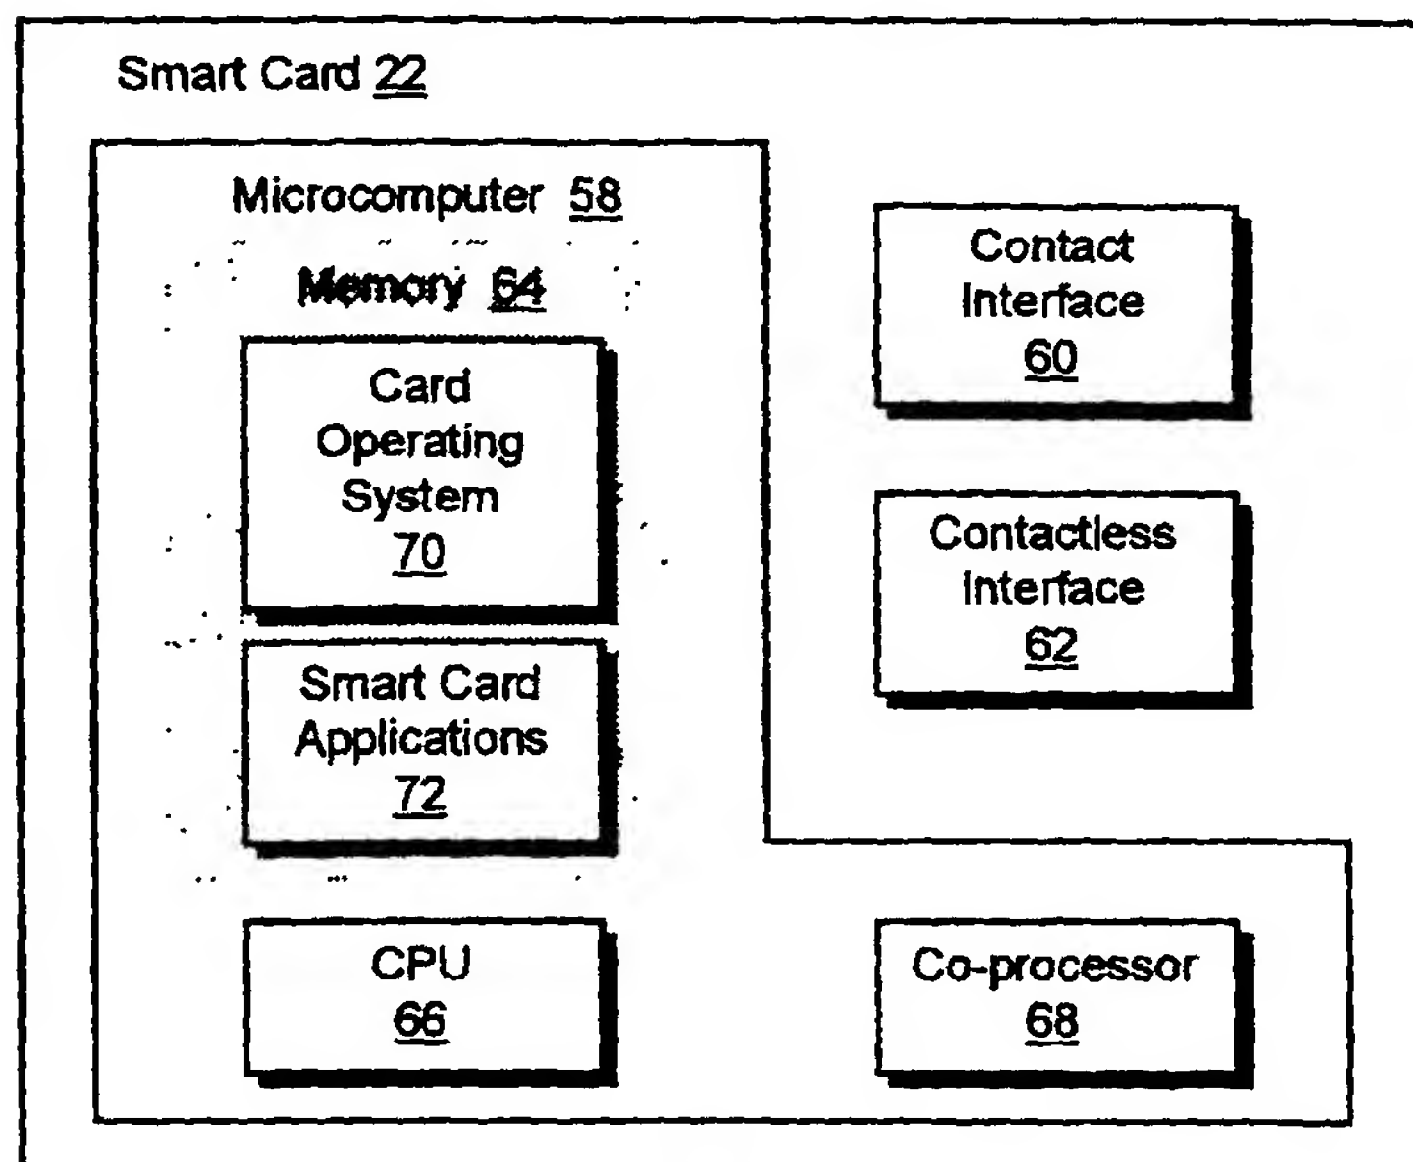 Smart Card 22
Microcomputer 58
Memory 64
Card
Operating
System
70
Smart Card
Applications
72
CPU
66
Contact
Interface
60
Contactless
Interface
62
Co-processor
68